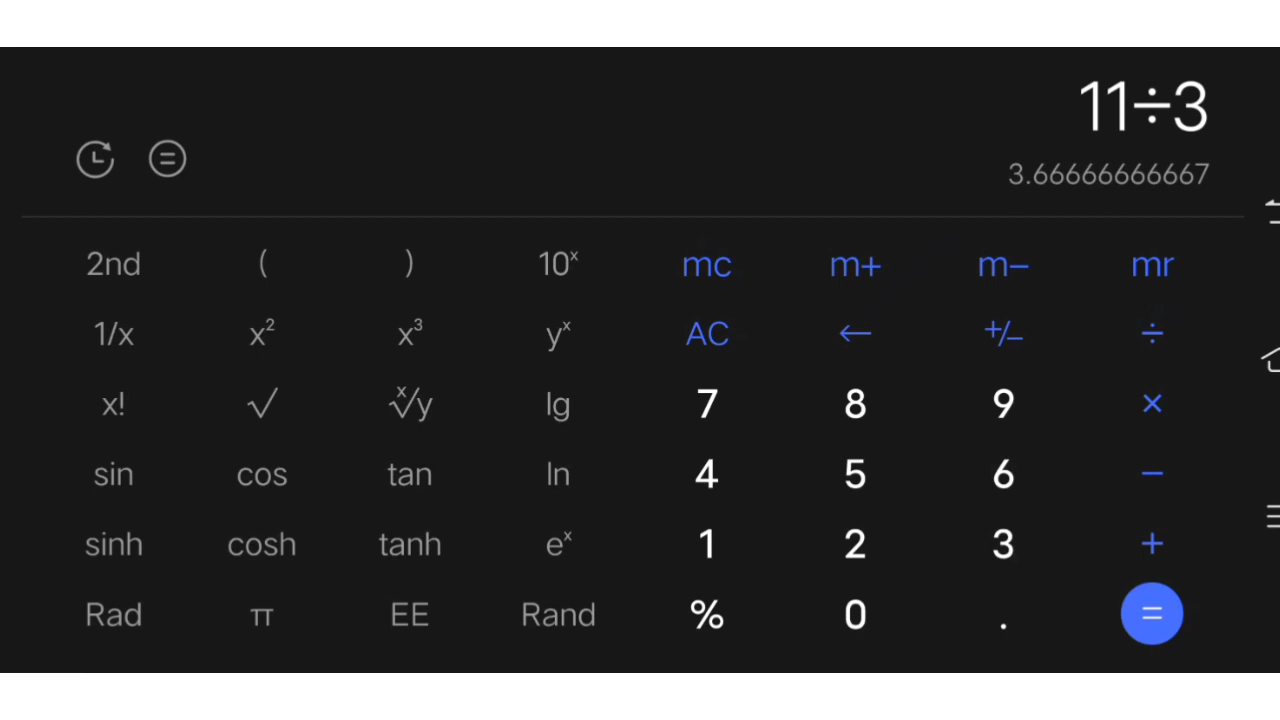 11÷3
3.66666666667
2nd ( ) 10ˣ mc m+ m– mr
1/x x² x³ yˣ AC ← +/– ÷
x! √ ˣ√y lg 7 8 9 ×
sin cos tan ln 4 5 6 −
sinh cosh tanh eˣ 1 2 3 +
Rad π EE Rand % 0 . =